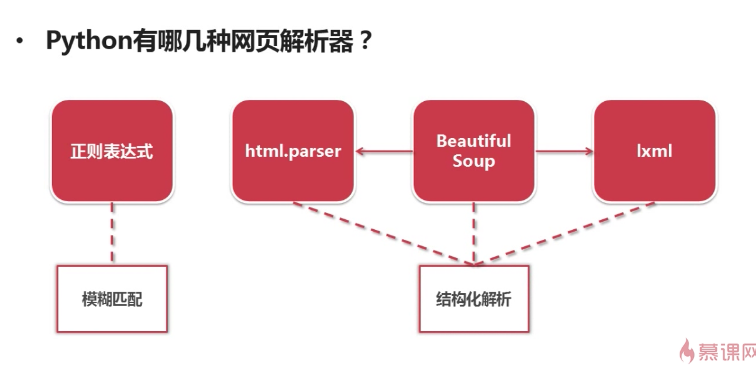 • Python有哪几种网页解析器？
正则表达式
html.parser
Beautiful
Soup
lxml
模糊匹配
结构化解析
慕课网